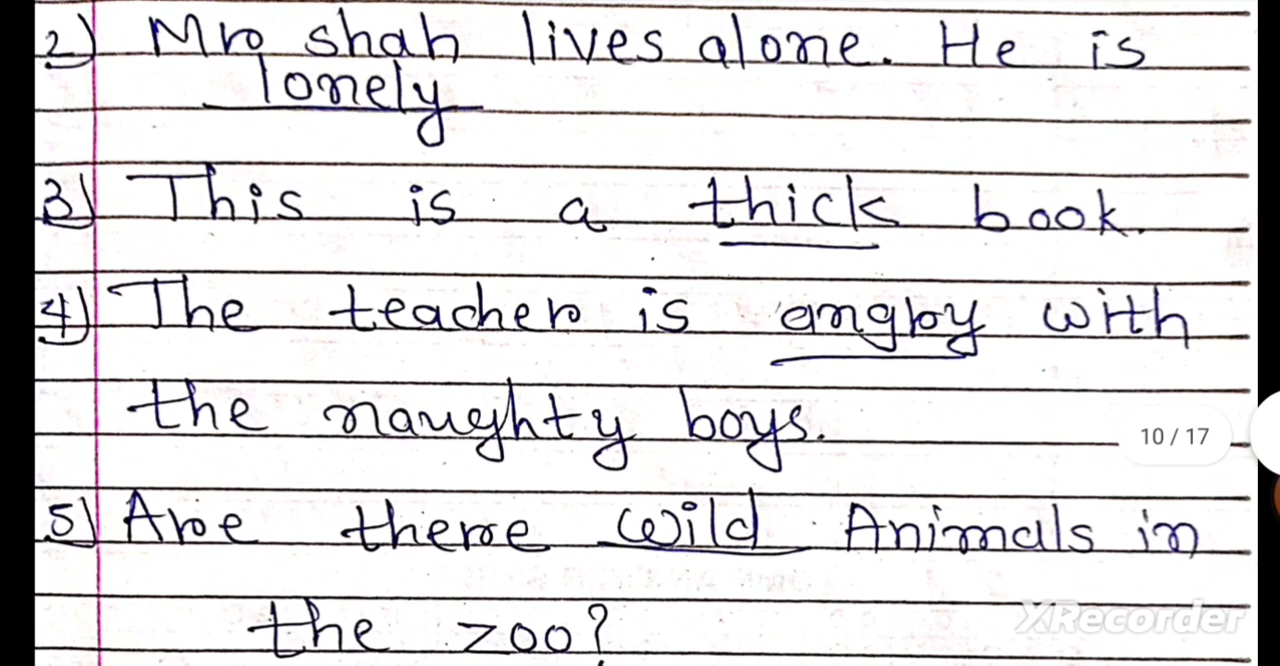 2) Mr shah lives alone. He is
lonely
3) This is a thick book.
4) The teacher is angry with
the naughty boys.
10 / 17
5) Are there wild Animals in
the zoo?
XRecorder